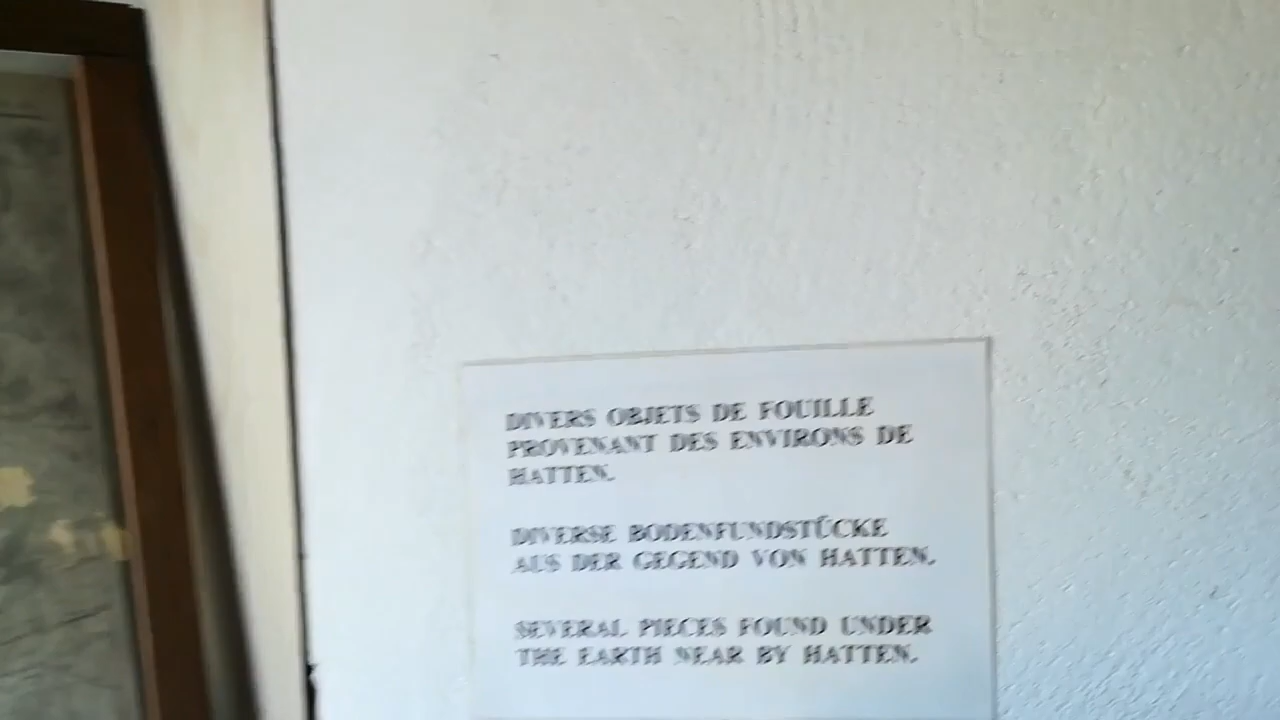 DIVERS OBJETS DE FOUILLE
PROVENANT DES ENVIRONS DE
HATTEN.
DIVERSE BODENFUNDSTÜCKE
AUS DER GEGEND VON HATTEN.
SEVERAL PIECES FOUND UNDER
THE EARTH NEAR BY HATTEN.